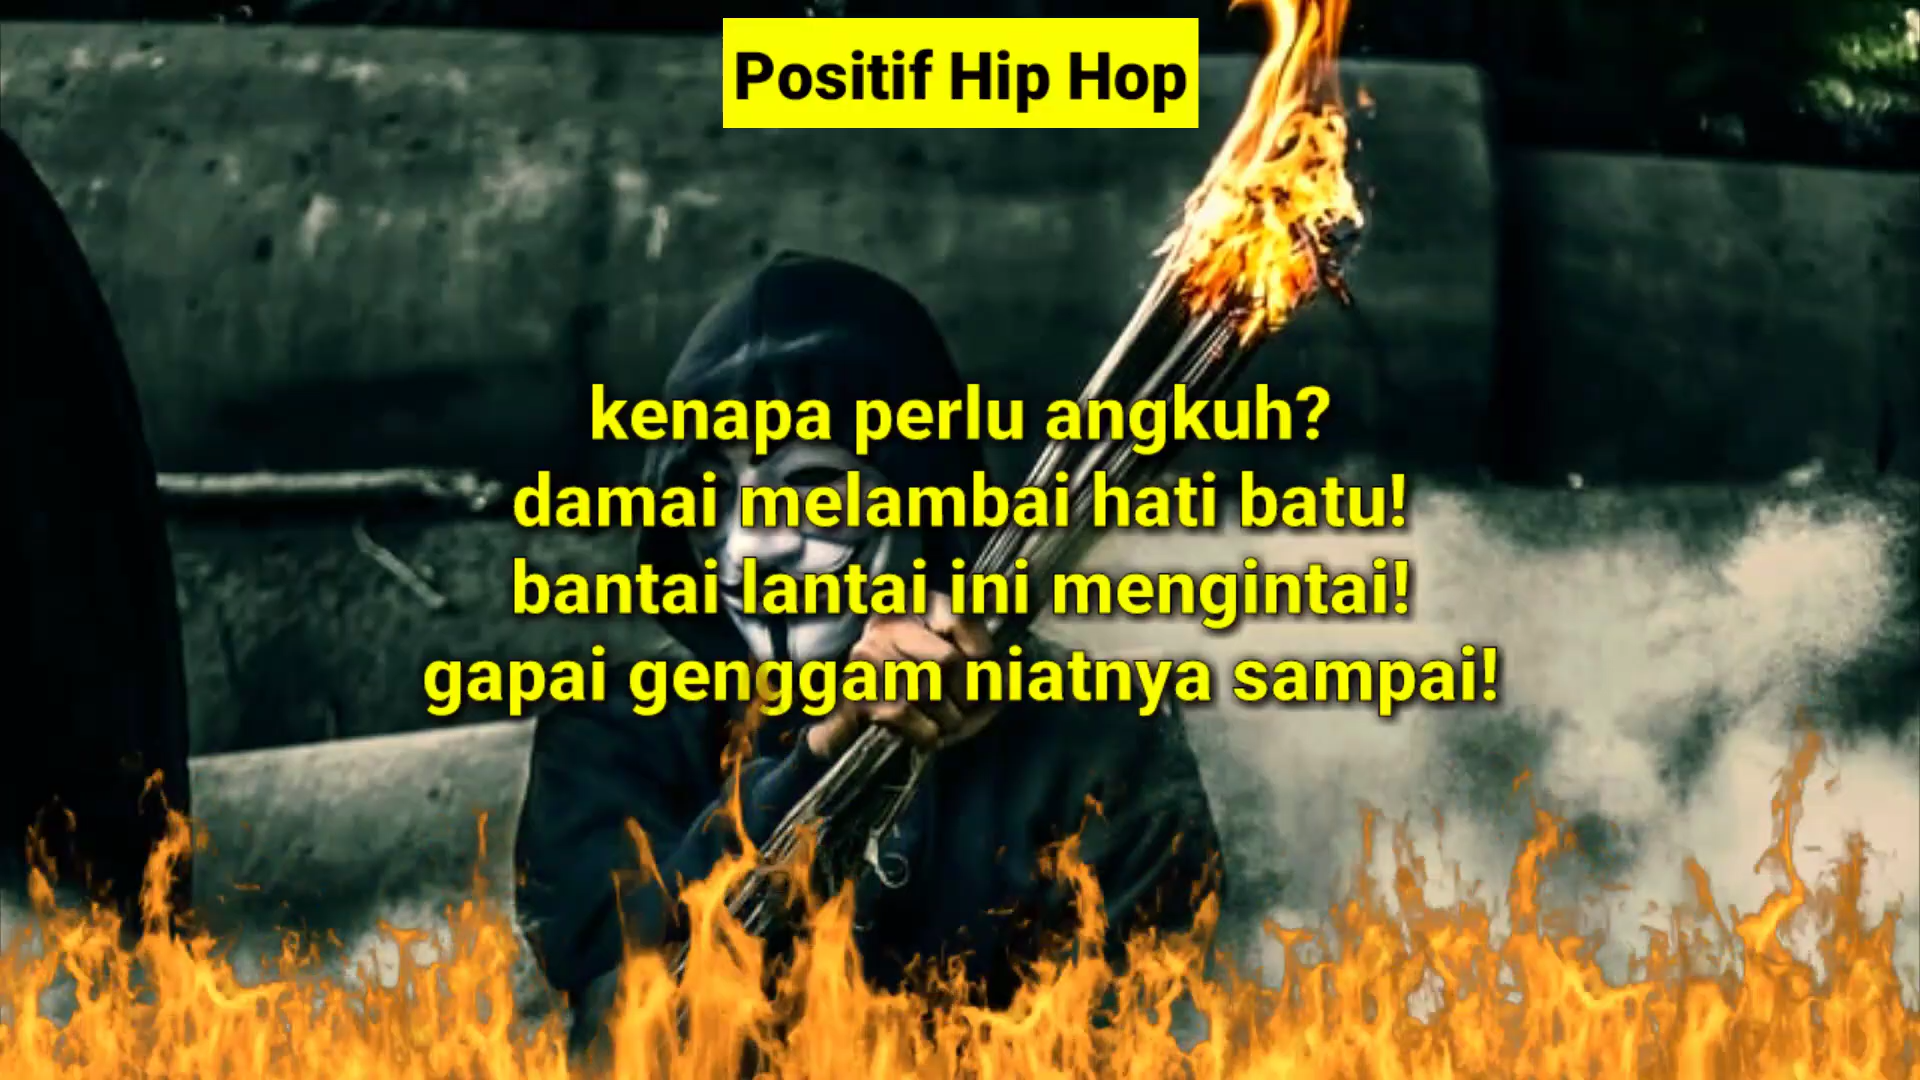 Positif Hip Hop
kenapa perlu angkuh?
damai melambai hati batu!
bantai lantai ini mengintai!
gapai genggam niatnya sampai!